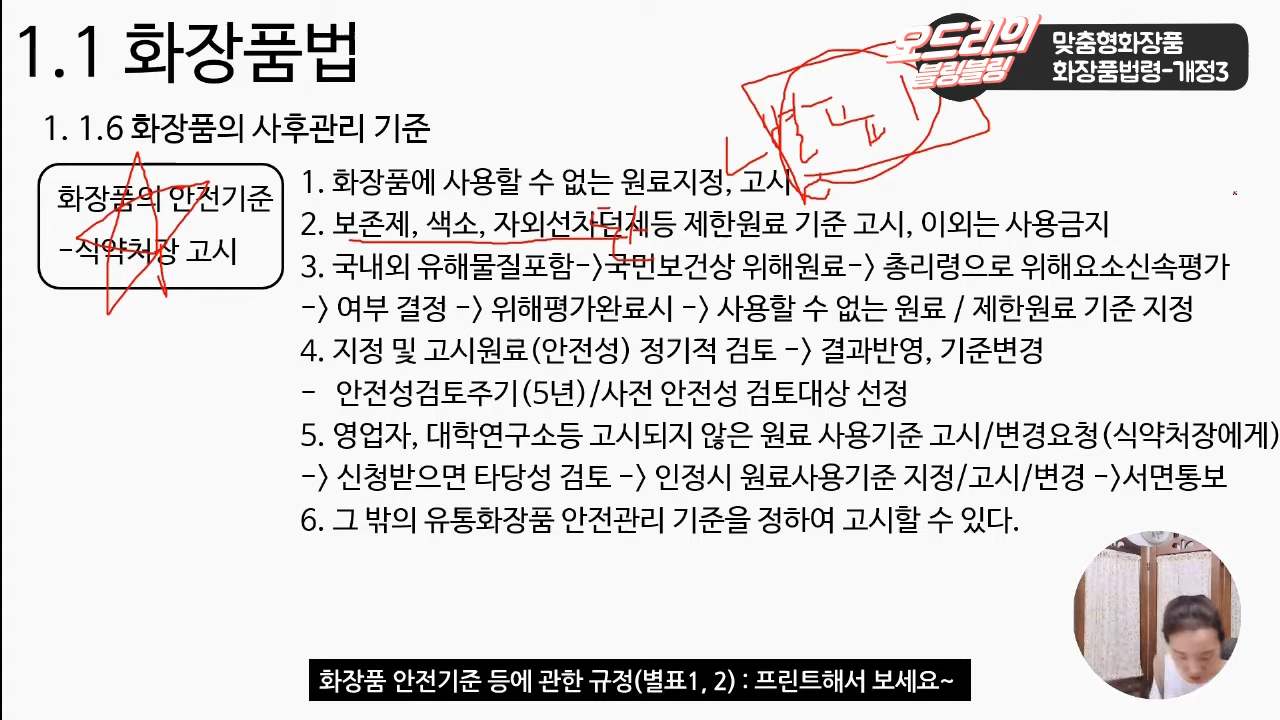 1.1 화장품법
오드리의
블링블링
맞춤형화장품
화장품법령-개정3
1. 1.6 화장품의 사후관리 기준
화장품의 안전기준
-식약처장 고시
1. 화장품에 사용할 수 없는 원료지정, 고시
2. 보존제, 색소, 자외선차단제등 제한원료 기준 고시, 이외는 사용금지
3. 국내외 유해물질포함->국민보건상 위해원료-> 총리령으로 위해요소신속평가
-> 여부 결정 -> 위해평가완료시 -> 사용할 수 없는 원료 / 제한원료 기준 지정
4. 지정 및 고시원료(안전성) 정기적 검토 -> 결과반영, 기준변경
- 안전성검토주기(5년)/사전 안전성 검토대상 선정
5. 영업자, 대학연구소등 고시되지 않은 원료 사용기준 고시/변경요청(식약처장에게)
-> 신청받으면 타당성 검토 -> 인정시 원료사용기준 지정/고시/변경 ->서면통보
6. 그 밖의 유통화장품 안전관리 기준을 정하여 고시할 수 있다.
화장품 안전기준 등에 관한 규정(별표1, 2) : 프린트해서 보세요~